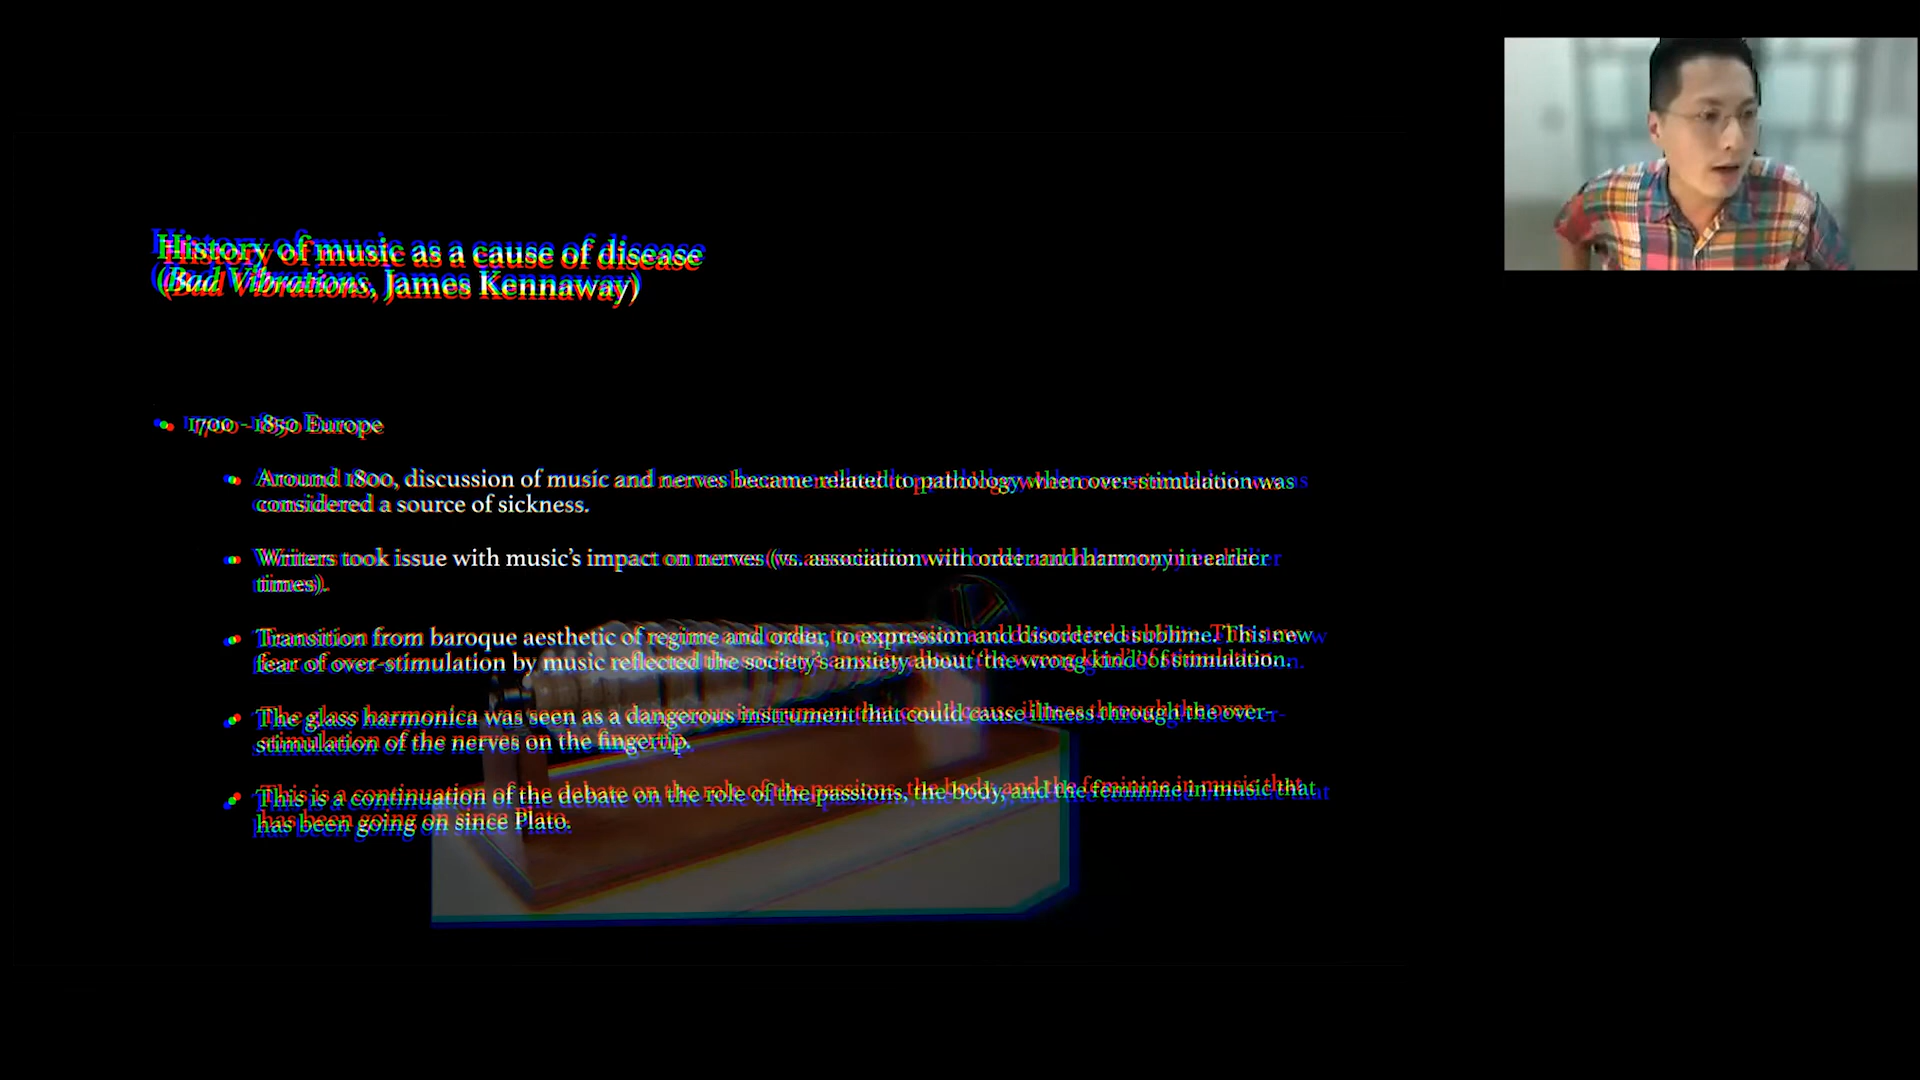 History of music as a cause of disease
(Bad Vibrations, James Kennaway)
• 1700 - 1850 Europe
• Around 1800, discussion of music and nerves became related to pathology when over-stimulation was
considered a source of sickness.
• Writers took issue with music’s impact on nerves (vs. association with order and harmony in earlier
times).
• Transition from baroque aesthetic of regime and order, to expression and disordered sublime. This new
fear of over-stimulation by music reflected the society’s anxiety about ‘the wrong kind’ of stimulation.
• The glass harmonica was seen as a dangerous instrument that could cause illness through the over-
stimulation of the nerves on the fingertip.
• This is a continuation of the debate on the role of the passions, the body, and the feminine in music that
has been going on since Plato.